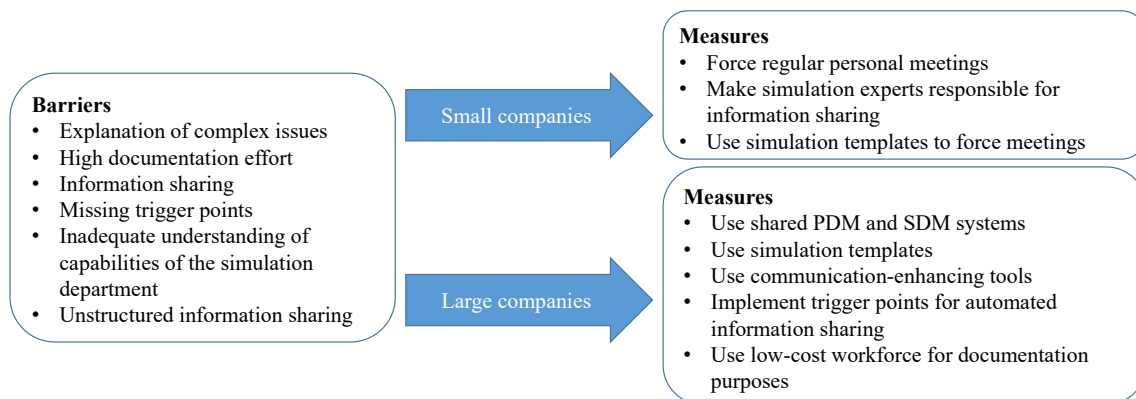 Barriers
• Explanation of complex issues
• High documentation effort
• Information sharing
• Missing trigger points
• Inadequate understanding of
capabilities of the simulation
department
• Unstructured information sharing
Small companies
Large companies
Measures
• Force regular personal meetings
• Make simulation experts responsible for
information sharing
• Use simulation templates to force meetings
Measures
• Use shared PDM and SDM systems
• Use simulation templates
• Use communication-enhancing tools
• Implement trigger points for automated
information sharing
• Use low-cost workforce for documentation
purposes